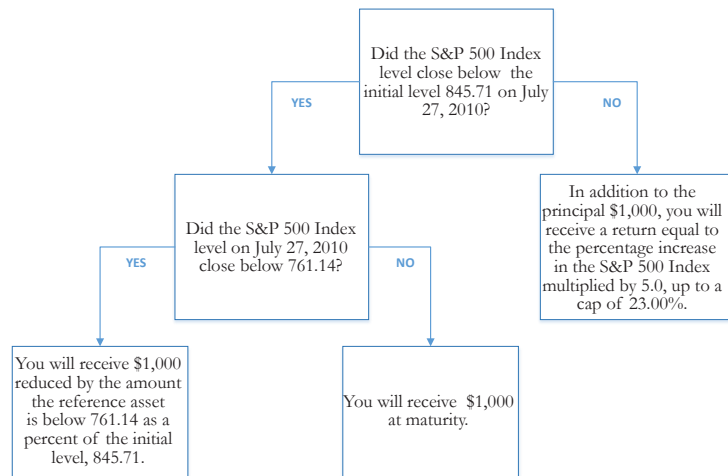 Did the S&P 500 Index
level close below the
initial level 845.71 on July
27, 2010?
YES
NO
Did the S&P 500 Index
level on July 27, 2010
close below 761.14?
In addition to the
principal $1,000, you will
receive a return equal to
the percentage increase
in the S&P 500 Index
multiplied by 5.0, up to a
cap of 23.00%.
YES
NO
You will receive $1,000
reduced by the amount
the reference asset
is below 761.14 as a
percent of the initial
level, 845.71.
You will receive $1,000
at maturity.